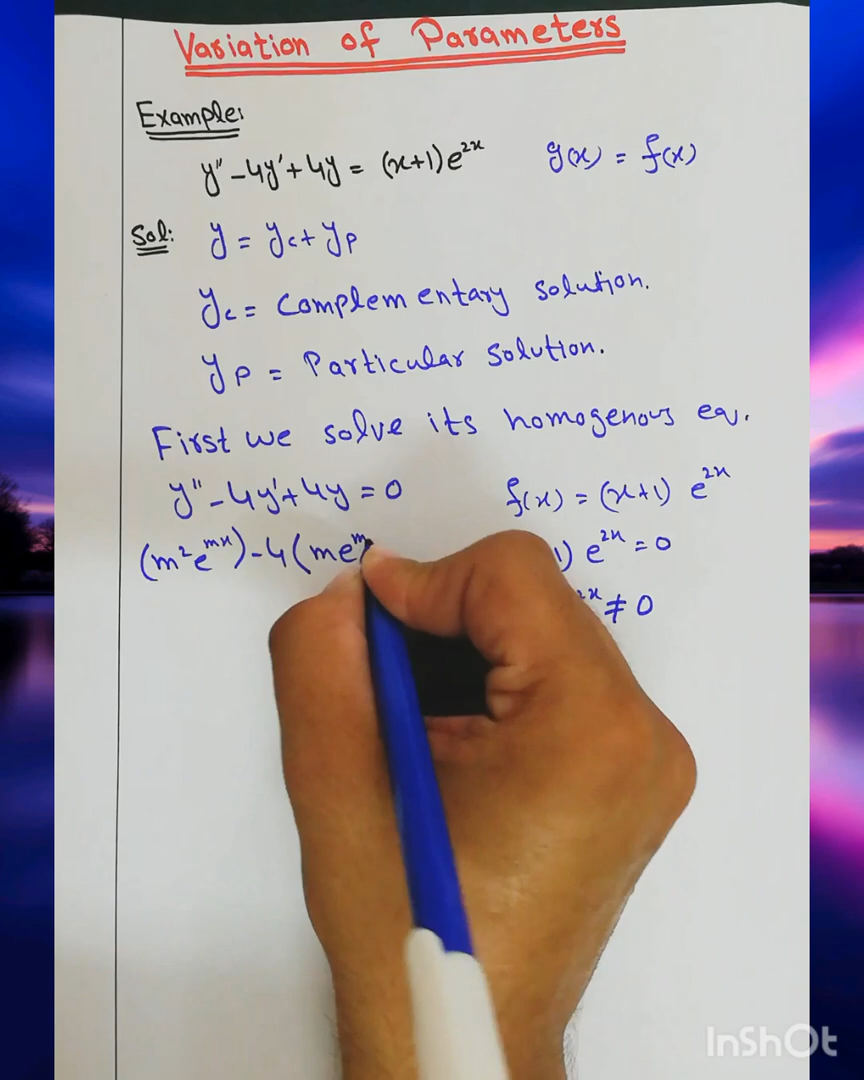 Variation of Parameters
Example:
y" - 4y' + 4y = (x+1) e^2x g(x) = f(x)
Sol: y = yc + yp
yc = Complementary solution.
yp = Particular solution.
First we solve its homogenous eq.
y" - 4y' + 4y = 0 f(x) = (x+1) e^2x
(m²e^mx) - 4(me^m ) e^2x = 0
2x ≠ 0
InShOt